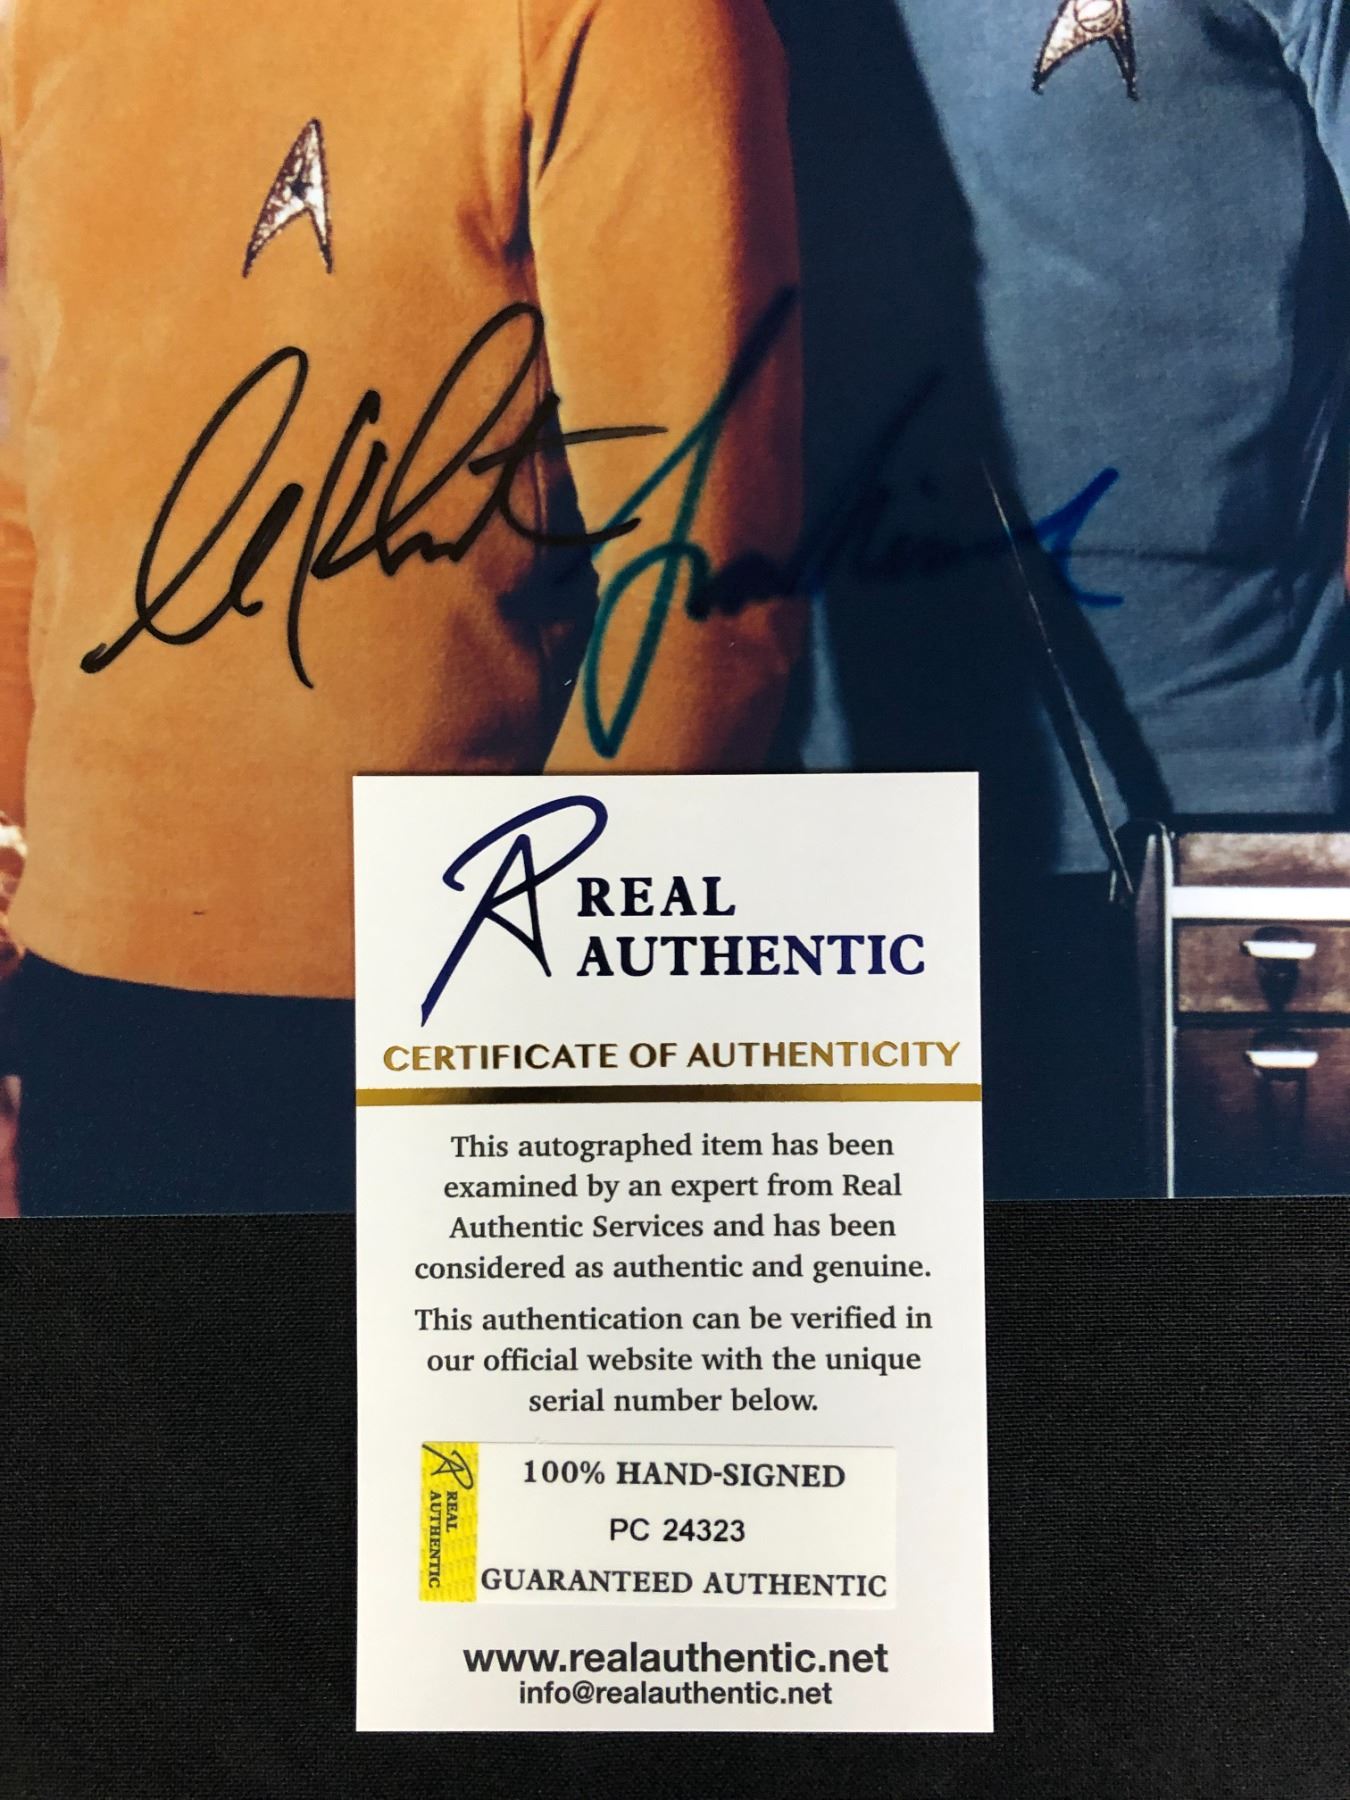 REAL
AUTHENTIC
CERTIFICATE OF AUTHENTICITY
This autographed item has been
examined by an expert from Real
Authentic Services and has been
considered as authentic and genuine.
This authentication can be verified in
our official website with the unique
serial number below.
REAL
AUTHENTIC
100% HAND-SIGNED
PC 24323
GUARANTEED AUTHENTIC
www.realauthentic.net
info@realauthentic.net